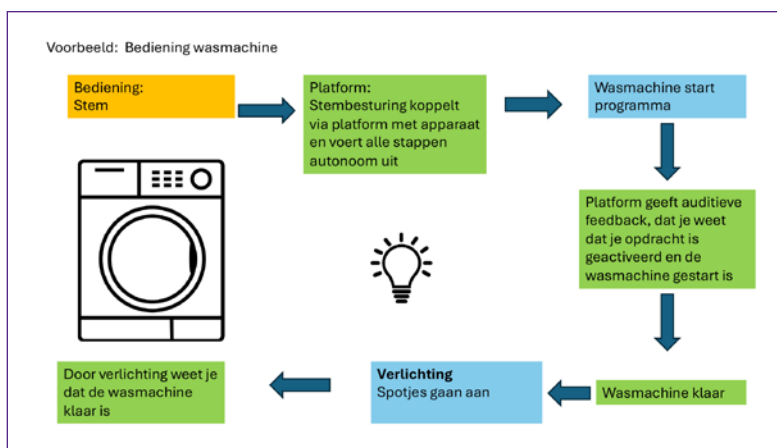 Voorbeeld: Bediening wasmachine
Bediening:
Stem
Platform:
Stembesturing koppelt
via platform met apparaat
en voert alle stappen
autonoom uit
Wasmachine start
programma
Platform geeft auditieve
feedback, dat je weet
dat je opdracht is
geactiveerd en de
wasmachine gestart is
Wasmachine klaar
Verlichting
Spotjes gaan aan
Door verlichting weet je
dat de wasmachine
klaar is